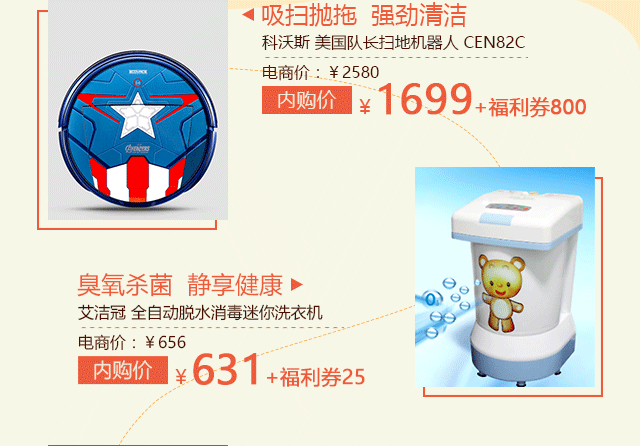 吸扫抛拖 强劲清洁
科沃斯 美国队长扫地机器人 CEN82C
电商价：￥2580
内购价 ￥1699+福利券800
臭氧杀菌 静享健康
艾洁冠 全自动脱水消毒迷你洗衣机
电商价：￥656
内购价 ￥631+福利券25